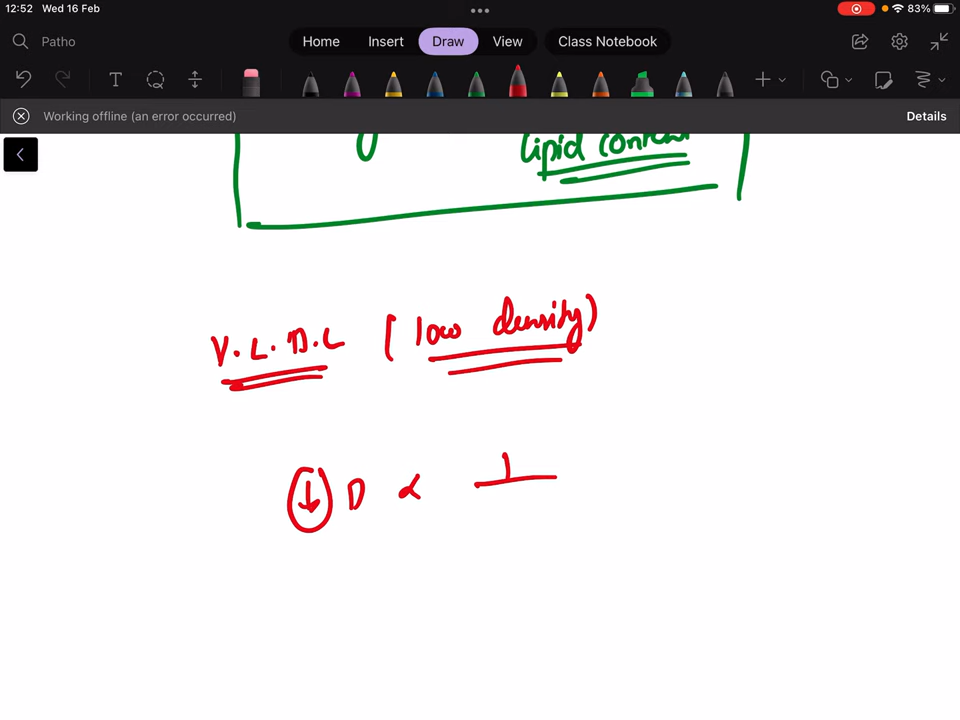 12:52 Wed 16 Feb 83%
Patho Home Insert Draw View Class Notebook
T
Working offline (an error occurred) Details
lipid content
V.L.D.L (low density)
↓ D ∝ 1